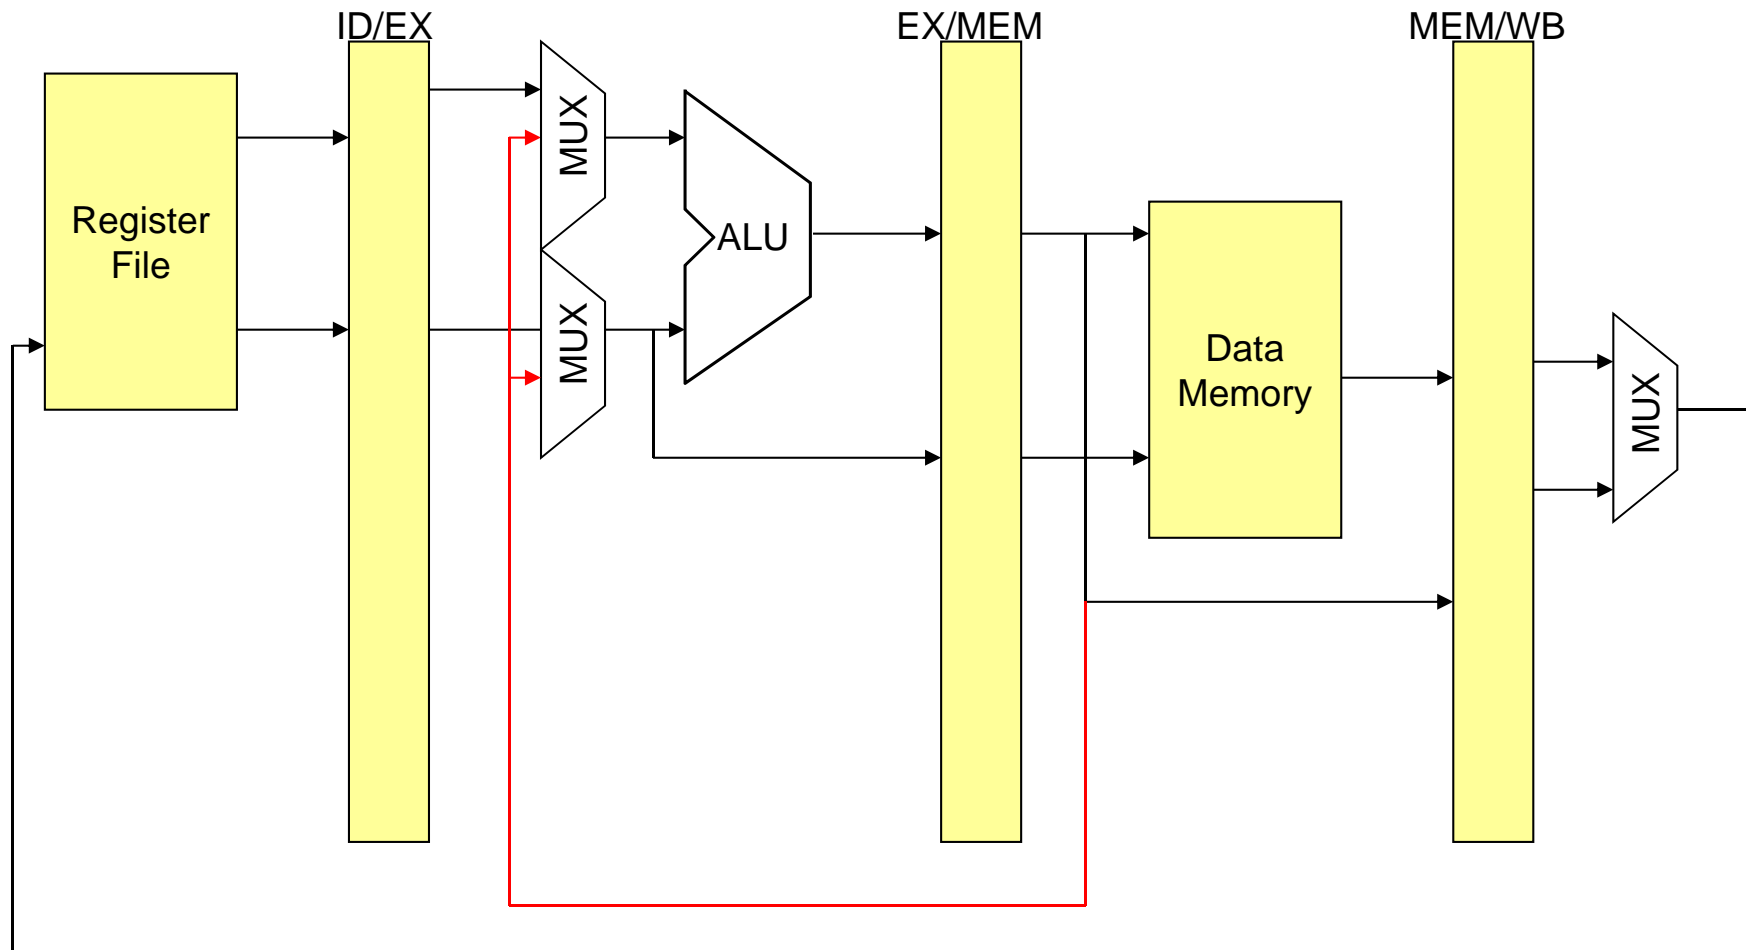 ID/EX
EX/MEM
MEM/WB
Register
File
MUX
MUX
ALU
Data
Memory
MUX